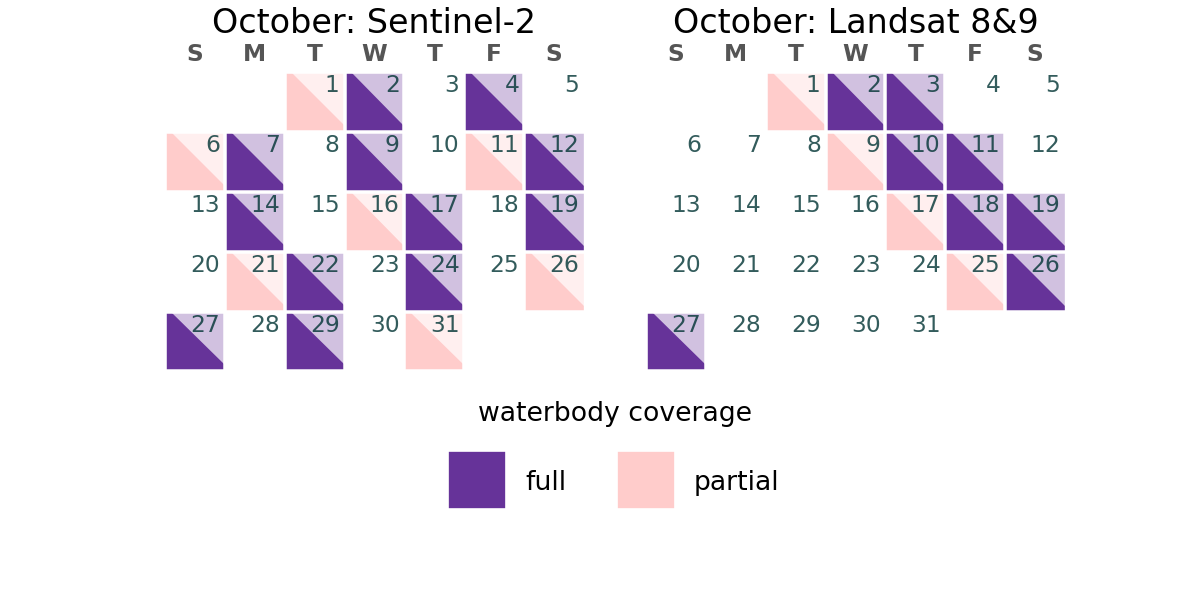 October: Sentinel-2
S M T W T F S
1 2 3 4 5
6 7 8 9 10 11 12
13 14 15 16 17 18 19
20 21 22 23 24 25 26
27 28 29 30 31
October: Landsat 8&9
S M T W T F S
1 2 3 4 5
6 7 8 9 10 11 12
13 14 15 16 17 18 19
20 21 22 23 24 25 26
27 28 29 30 31
waterbody coverage
full
partial